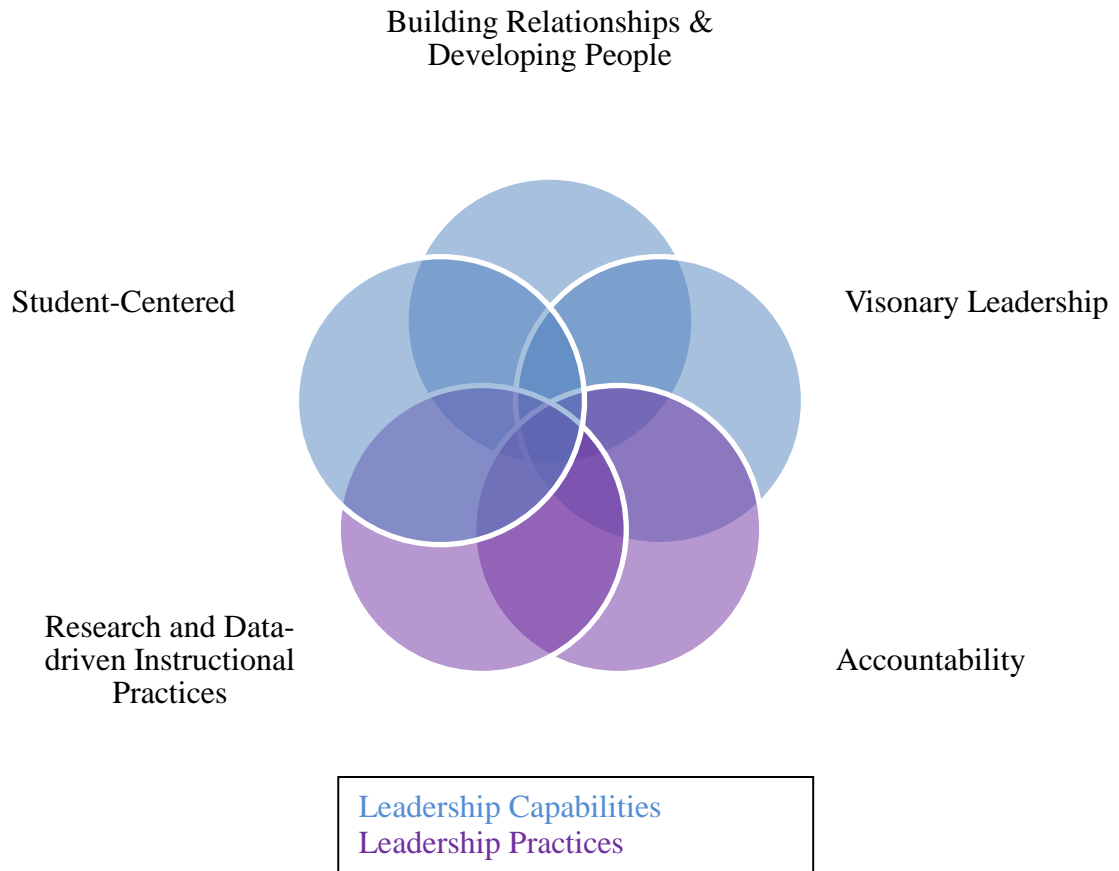 Building Relationships &
Developing People
Student-Centered
Visonary Leadership
Research and Data-
driven Instructional
Practices
Accountability
Leadership Capabilities
Leadership Practices